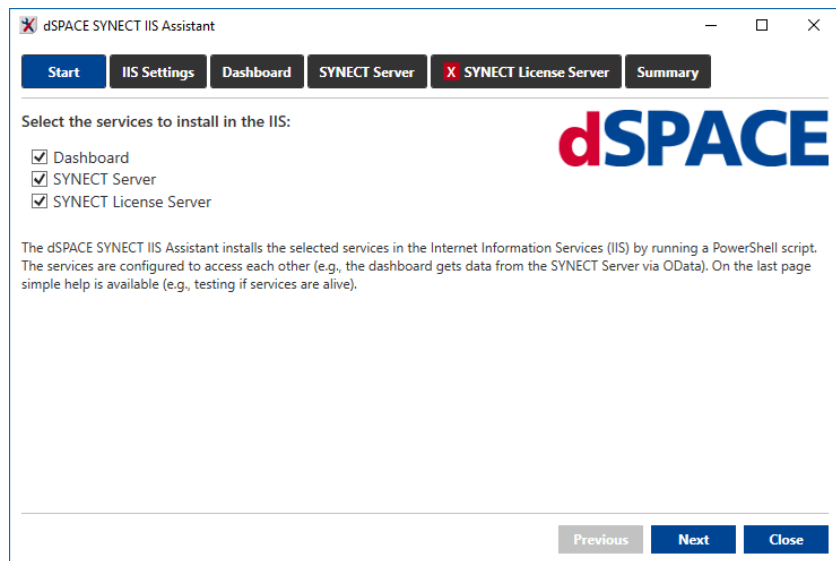 dSPACE SYNECT IIS Assistant
Start IIS Settings Dashboard SYNECT Server X SYNECT License Server Summary
Select the services to install in the IIS:
dSPACE
Dashboard
SYNECT Server
SYNECT License Server
The dSPACE SYNECT IIS Assistant installs the selected services in the Internet Information Services (IIS) by running a PowerShell script.
The services are configured to access each other (e.g., the dashboard gets data from the SYNECT Server via OData). On the last page
simple help is available (e.g., testing if services are alive).
Previous Next Close